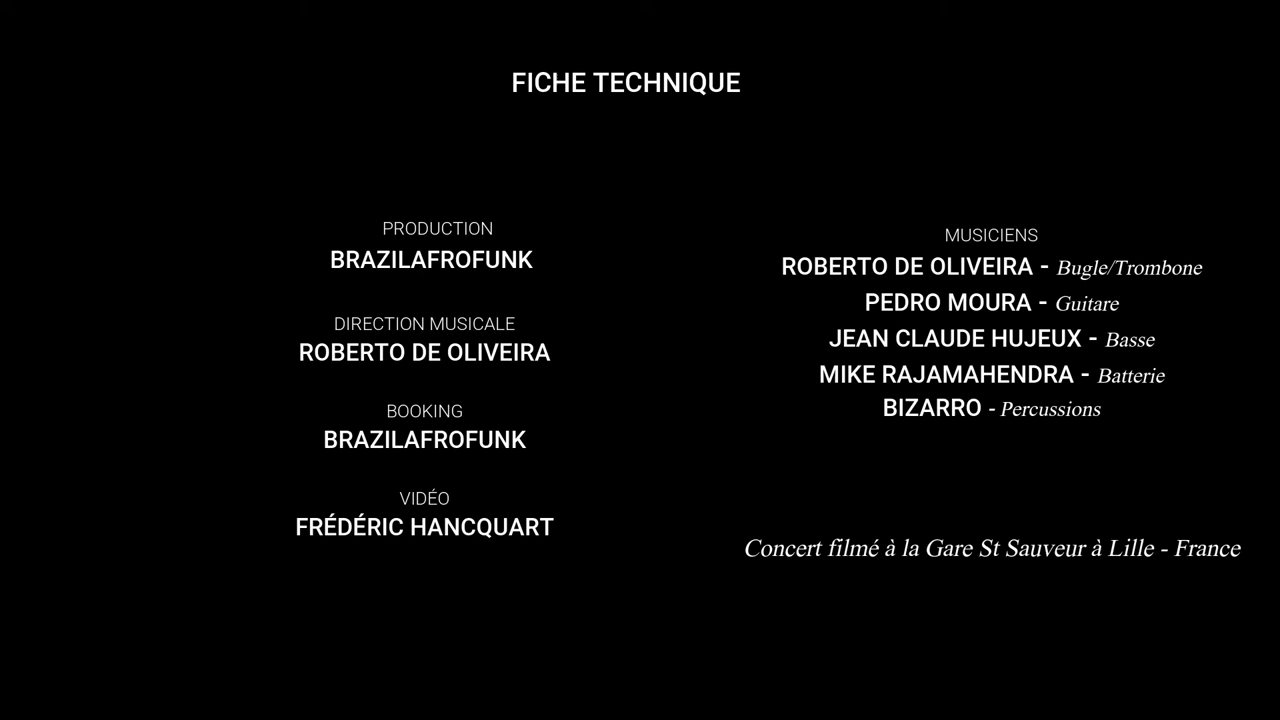 FICHE TECHNIQUE
PRODUCTION
BRAZILAFROFUNK
DIRECTION MUSICALE
ROBERTO DE OLIVEIRA
BOOKING
BRAZILAFROFUNK
VIDÉO
FRÉDÉRIC HANCQUART
MUSICIENS
ROBERTO DE OLIVEIRA - Bugle/Trombone
PEDRO MOURA - Guitare
JEAN CLAUDE HUJEUX - Basse
MIKE RAJAMAHENDRA - Batterie
BIZARRO - Percussions
Concert filmé à la Gare St Sauveur à Lille - France